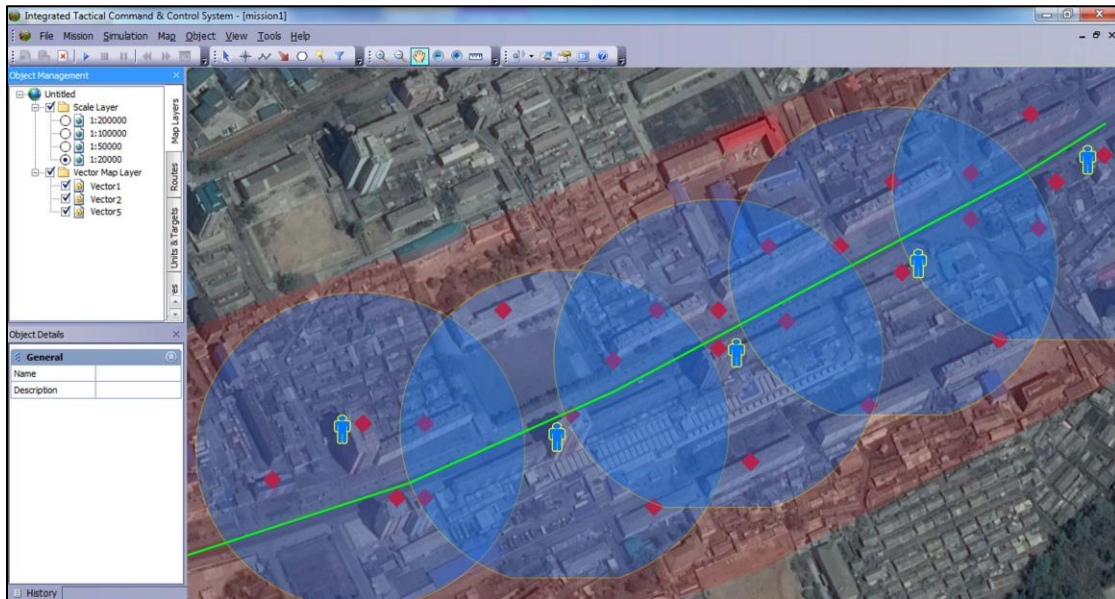 Integrated Tactical Command & Control System - [mission1]
File Mission Simulation Map Object View Tools Help
Object Management
Untitled
Scale Layer
1:200000
1:100000
1:50000
1:20000
Vector Map Layer
Vector1
Vector2
Vector5
Map Layers
Routes
Units & Targets
Object Details
General
Name
Description
History